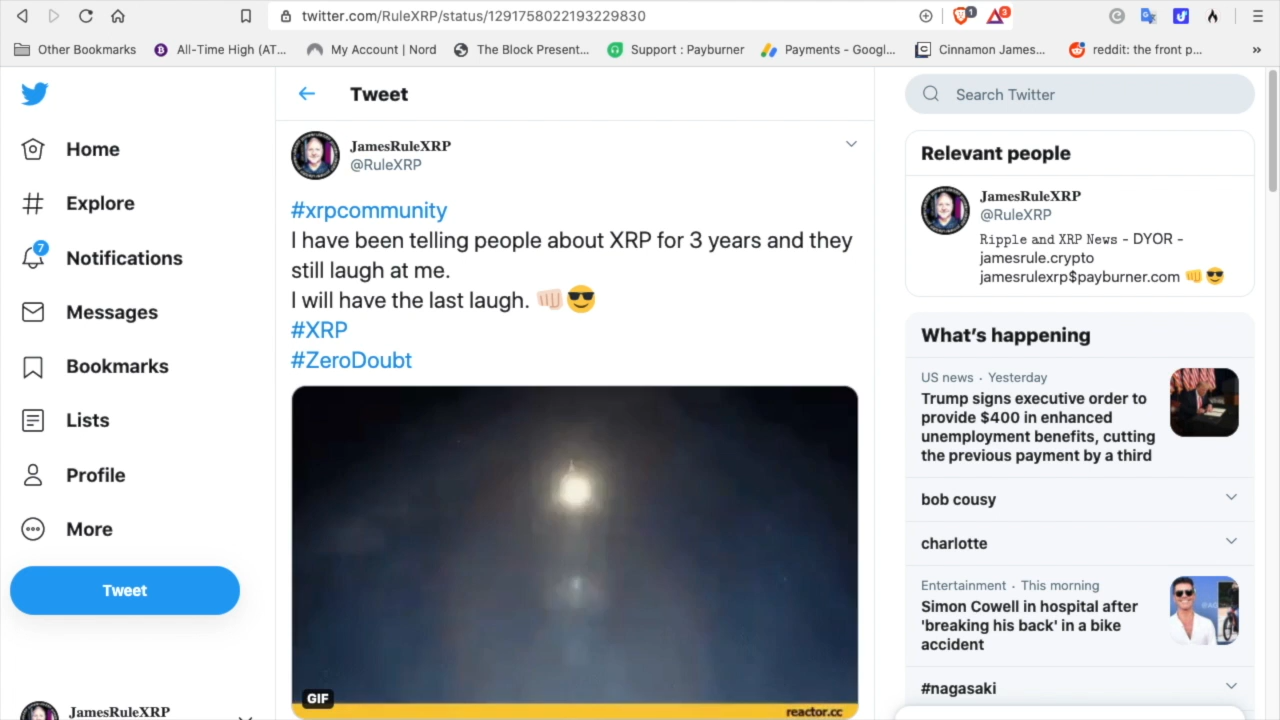 twitter.com/RuleXRP/status/1291758022193229830
1
3
Other Bookmarks
All-Time High (AT...
My Account | Nord
The Block Present...
Support : Payburner
Payments - Googl...
Cinnamon James...
reddit: the front p...
»
Home
Explore
7
Notifications
Messages
Bookmarks
Lists
Profile
More
Tweet
JamesRuleXRP
Tweet
JamesRuleXRP
@RuleXRP
#xrpcommunity
I have been telling people about XRP for 3 years and they
still laugh at me.
I will have the last laugh. 👊🏻😎
#XRP
#ZeroDoubt
GIF
reactor.cc
Search Twitter
Relevant people
JamesRuleXRP
@RuleXRP
Ripple and XRP News - DYOR -
jamesrule.crypto
jamesrulexrp$payburner.com 👊😎
What's happening
US news · Yesterday
Trump signs executive order to
provide $400 in enhanced
unemployment benefits, cutting
the previous payment by a third
bob cousy
charlotte
Entertainment · This morning
Simon Cowell in hospital after
'breaking his back' in a bike
accident
#nagasaki